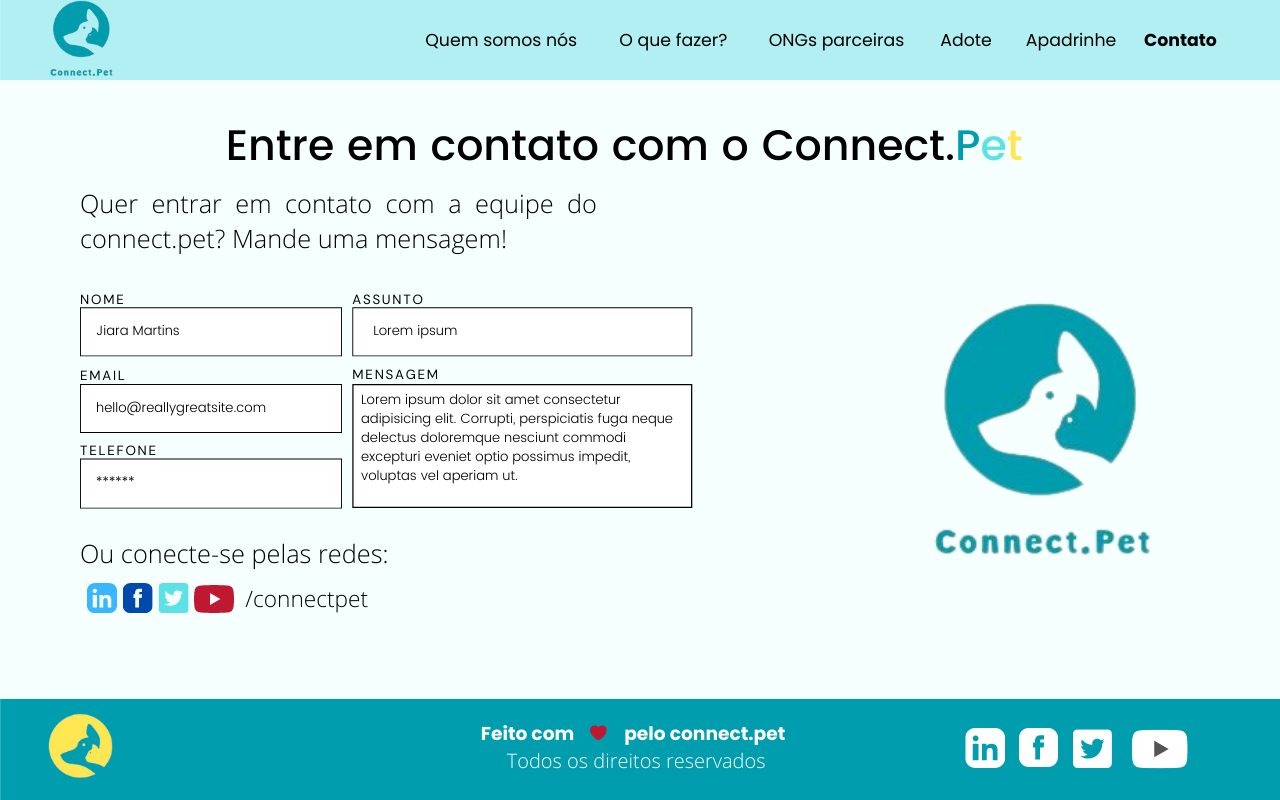 Connect.Pet
Quem somos nós
O que fazer?
ONGs parceiras
Adote
Apadrinhe
Contato
Entre em contato com o Connect.Pet
Quer entrar em contato com a equipe do
connect.pet? Mande uma mensagem!
NOME
Jiara Martins
EMAIL
hello@reallygreatsite.com
TELEFONE
******
ASSUNTO
Lorem ipsum
MENSAGEM
Lorem ipsum dolor sit amet consectetur
adipisicing elit. Corrupti, perspiciatis fuga neque
delectus doloremque nesciunt commodi
excepturi eveniet optio possimus impedit,
voluptas vel aperiam ut.
Connect.Pet
Ou conecte-se pelas redes:
in f /connectpet
Feito com pelo connect.pet
Todos os direitos reservados
in f